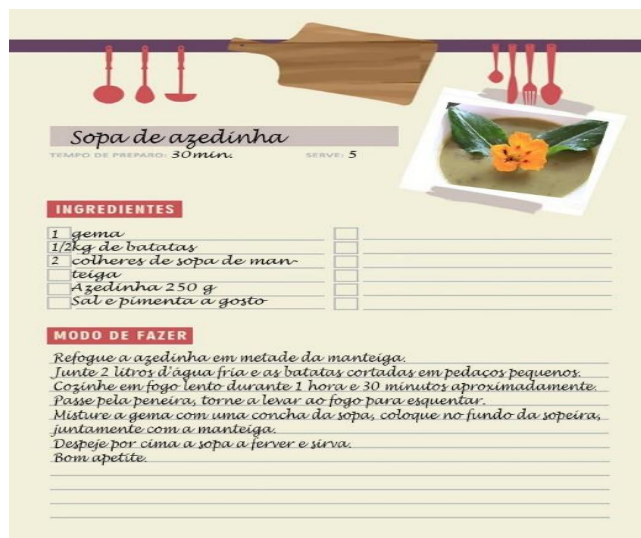 Sopa de azedinha
TEMPO DE PREPARO: 30min. SERVE: 5
INGREDIENTES
1 gema
1/2kg de batatas
2 colheres de sopa de man-
teiga
Azedinha 250 g
Sal e pimenta a gosto
MODO DE FAZER
Refogue a azedinha em metade da manteiga.
Junte 2 litros d'água fria e as batatas cortadas em pedaços pequenos.
Cozinhe em fogo lento durante 1 hora e 30 minutos aproximadamente.
Passe pela peneira, torne a levar ao fogo para esquentar.
Misture a gema com uma concha da sopa, coloque no fundo da sopeira,
juntamente com a manteiga.
Despeje por cima a sopa a ferver e sirva.
Bom apetite.